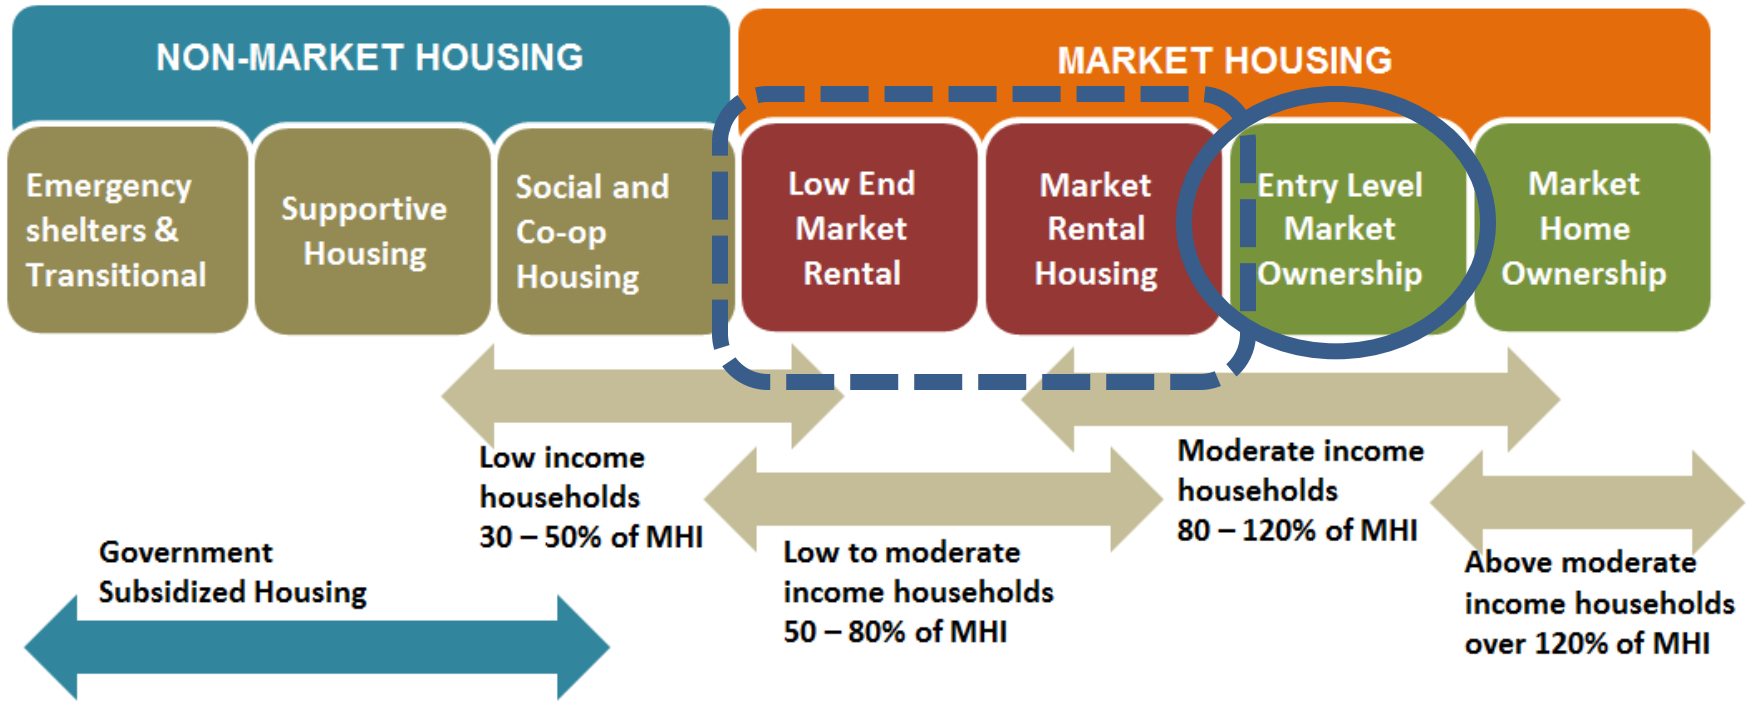 NON-MARKET HOUSING
MARKET HOUSING
Emergency
shelters &
Transitional
Supportive
Housing
Social and
Co-op
Housing
Low End
Market
Rental
Market
Rental
Housing
Entry Level
Market
Ownership
Market
Home
Ownership
Low income
households
30 – 50% of MHI
Moderate income
households
80 – 120% of MHI
Government
Subsidized Housing
Low to moderate
income households
50 – 80% of MHI
Above moderate
income households
over 120% of MHI